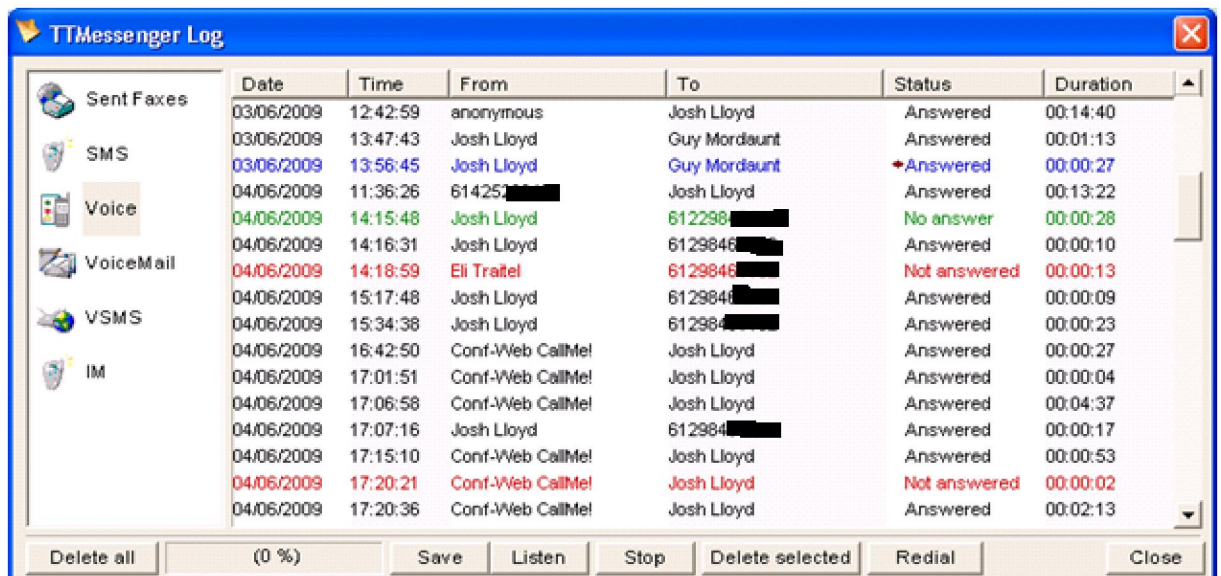 TTMessenger Log
Sent Faxes
SMS
Voice
VoiceMail
VSMS
IM
Date Time From To Status Duration
03/06/2009 12:42:59 anonymous Josh Lloyd Answered 00:14:40
03/06/2009 13:47:43 Josh Lloyd Guy Mordaunt Answered 00:01:13
03/06/2009 13:56:45 Josh Lloyd Guy Mordaunt Answered 00:00:27
04/06/2009 11:36:26 61425 Josh Lloyd Answered 00:13:22
04/06/2009 14:15:48 Josh Lloyd 612298 No answer 00:00:28
04/06/2009 14:16:31 Josh Lloyd 6129846 Answered 00:00:10
04/06/2009 14:18:59 Eli Traitel 6129846 Not answered 00:00:13
04/06/2009 15:17:48 Josh Lloyd 612984 Answered 00:00:09
04/06/2009 15:34:38 Josh Lloyd 61298 Answered 00:00:23
04/06/2009 16:42:50 Conf-Web CallMe! Josh Lloyd Answered 00:00:27
04/06/2009 17:01:51 Conf-Web CallMe! Josh Lloyd Answered 00:00:04
04/06/2009 17:06:58 Conf-Web CallMe! Josh Lloyd Answered 00:04:37
04/06/2009 17:07:16 Josh Lloyd 612984 Answered 00:00:17
04/06/2009 17:15:10 Conf-Web CallMe! Josh Lloyd Answered 00:00:53
04/06/2009 17:20:21 Conf-Web CallMe! Josh Lloyd Not answered 00:00:02
04/06/2009 17:20:36 Conf-Web CallMe! Josh Lloyd Answered 00:02:13
Delete all (0 %) Save Listen Stop Delete selected Redial Close